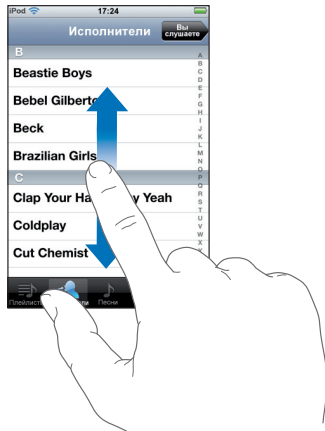 iPod 17:24
Исполнители Вы слушаете
B
Beastie Boys
Bebel Gilberto
Beck
Brazilian Girls
C
Clap Your Ha y Yeah
Coldplay
Cut Chemist
A
B
C
D
E
F
G
H
I
J
K
L
M
N
O
P
Q
R
S
T
U
V
W
X
Плейлист Песни